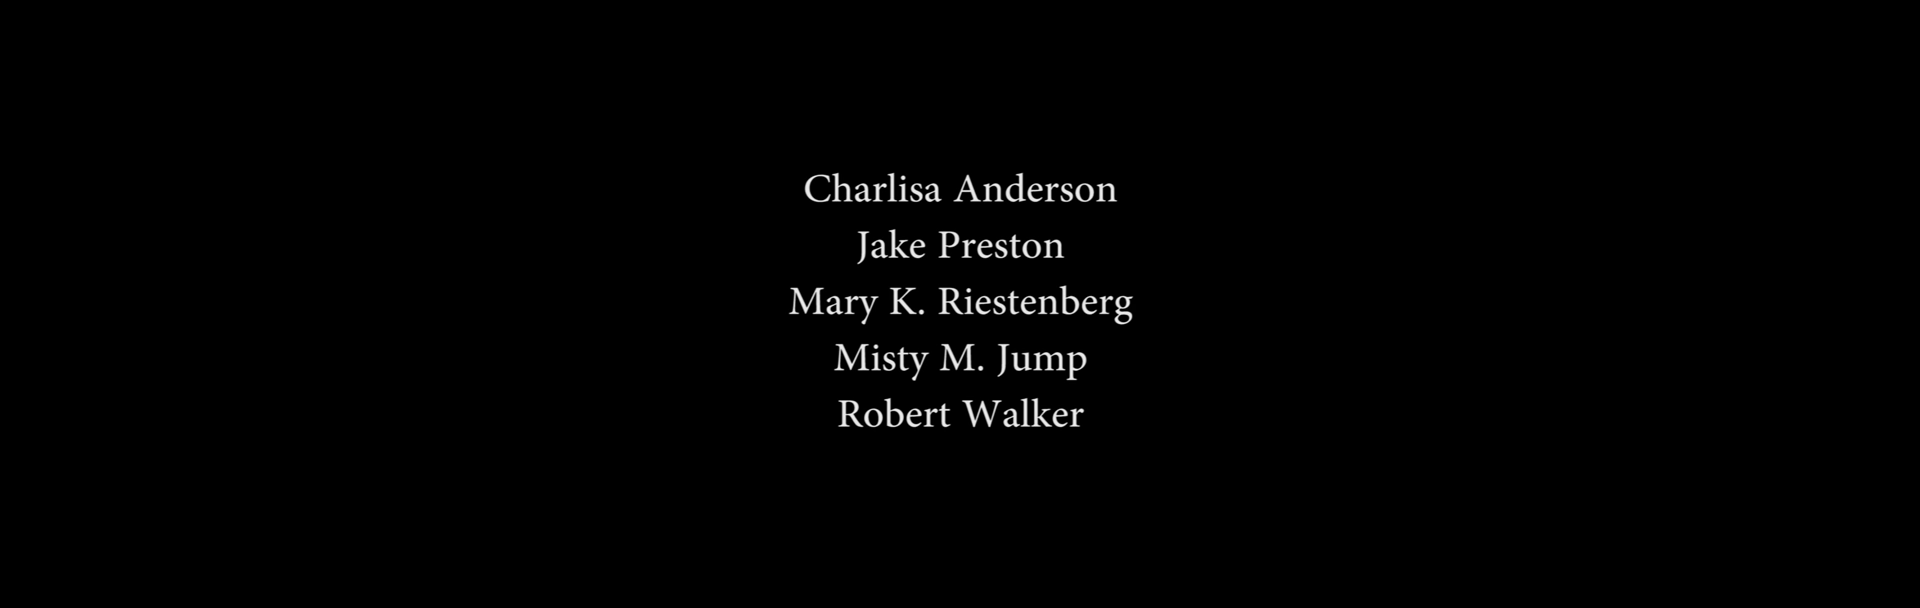 Charlisa Anderson
Jake Preston
Mary K. Riestenberg
Misty M. Jump
Robert Walker